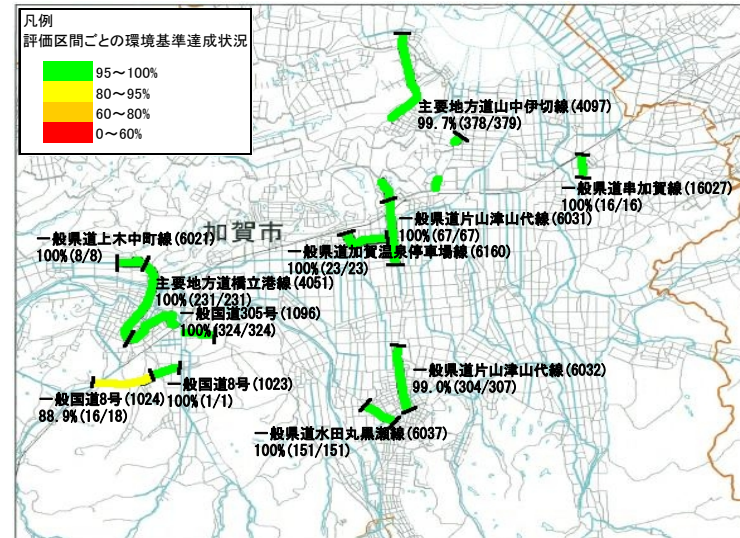 凡例
評価区間ごとの環境基準達成状況
95～100%
80～95%
60～80%
0～60%
主要地方道山中伊切線(4097)
99.7%(378/379)
一般県道串加賀線(16027)
100%(16/16)
一般県道片山津山代線(6031)
100%(67/67)
加賀市
一般県道上木中町線(6021)
100%(8/8)
一般県道加賀温泉停車場線(6160)
100%(23/23)
主要地方道橋立港線(4051)
100%(231/231)
一般国道305号(1096)
100%(324/324)
一般県道片山津山代線(6032)
99.0%(304/307)
一般国道8号(1023)
100%(1/1)
一般国道8号(1024)
88.9%(16/18)
一般県道水田丸黒瀬線(6037)
100%(151/151)